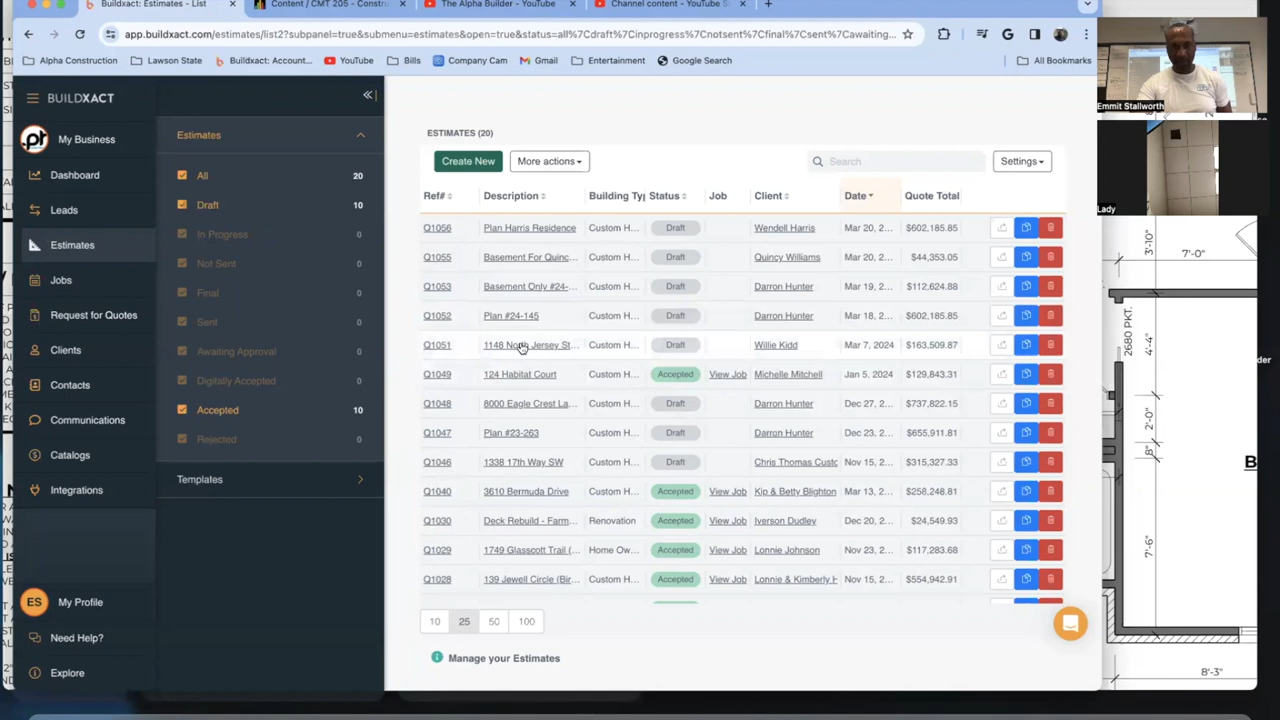 Buildxact: Estimates - List
Content / CMT 205 - Constru
The Alpha Builder - YouTube
Channel content - YouTube S
app.buildxact.com/estimates/list2?subpanel=true&submenu=estimates&open=true&status=all%7Cdraft%7Cinprogress%7Cnotsent%7Cfinal%7Csent%7Cawaiting...
Alpha Construction
Lawson State
Buildxact: Account...
YouTube
Bills
Company Cam
Gmail
Entertainment
Google Search
All Bookmarks
Emmit Stallworth
Lady
BUILDXACT
.pr
My Business
Dashboard
Leads
Estimates
Jobs
Request for Quotes
Clients
Contacts
Communications
Catalogs
Integrations
ES My Profile
Need Help?
Explore
Estimates
All 20
Draft 10
In Progress 0
Not Sent 0
Final 0
Sent 0
Awaiting Approval 0
Digitally Accepted 0
Accepted 10
Rejected 0
Templates
ESTIMATES (20)
Create New More actions Search Settings
Ref# Description Building Typ Status Job Client Date Quote Total
Q1056 Plan Harris Residence Custom H... Draft Wendell Harris Mar 20, 2... $602,185.85
Q1055 Basement For Quinc... Custom H... Draft Quincy Williams Mar 20, 2... $44,353.05
Q1053 Basement Only #24-... Custom H... Draft Darron Hunter Mar 19, 2... $112,624.88
Q1052 Plan #24-145 Custom H... Draft Darron Hunter Mar 18, 2... $602,185.85
Q1051 1148 North Jersey St... Custom H... Draft Willie Kidd Mar 7, 2024 $163,509.87
Q1049 124 Habitat Court Custom H... Accepted View Job Michelle Mitchell Jan 5, 2024 $129,843.31
Q1048 8000 Eagle Crest La... Custom H... Draft Darron Hunter Dec 27, 2... $737,822.15
Q1047 Plan #23-263 Custom H... Draft Darron Hunter Dec 23, 2... $655,911.81
Q1046 1338 17th Way SW Custom H... Draft Chris Thomas Custo Nov 15, 2... $315,327.33
Q1040 3610 Bermuda Drive Custom H... Accepted View Job Kip & Betty Blighton Mar 13, 2... $258,248.81
Q1030 Deck Rebuild - Farm... Renovation Accepted View Job Iverson Dudley Dec 20, 2... $24,549.93
Q1029 1749 Glasscott Trail (... Home Ow... Accepted View Job Lonnie Johnson Nov 23, 2... $117,283.68
Q1028 139 Jewell Circle (Bir... Custom H... Accepted View Job Lonnie & Kimberly H Nov 15, 2... $554,942.91
10 25 50 100
Manage your Estimates
3'-10"
7'-0"
2680 PKT.
4'-4"
2'-0"
8"
B
7'-6"
8'-3"